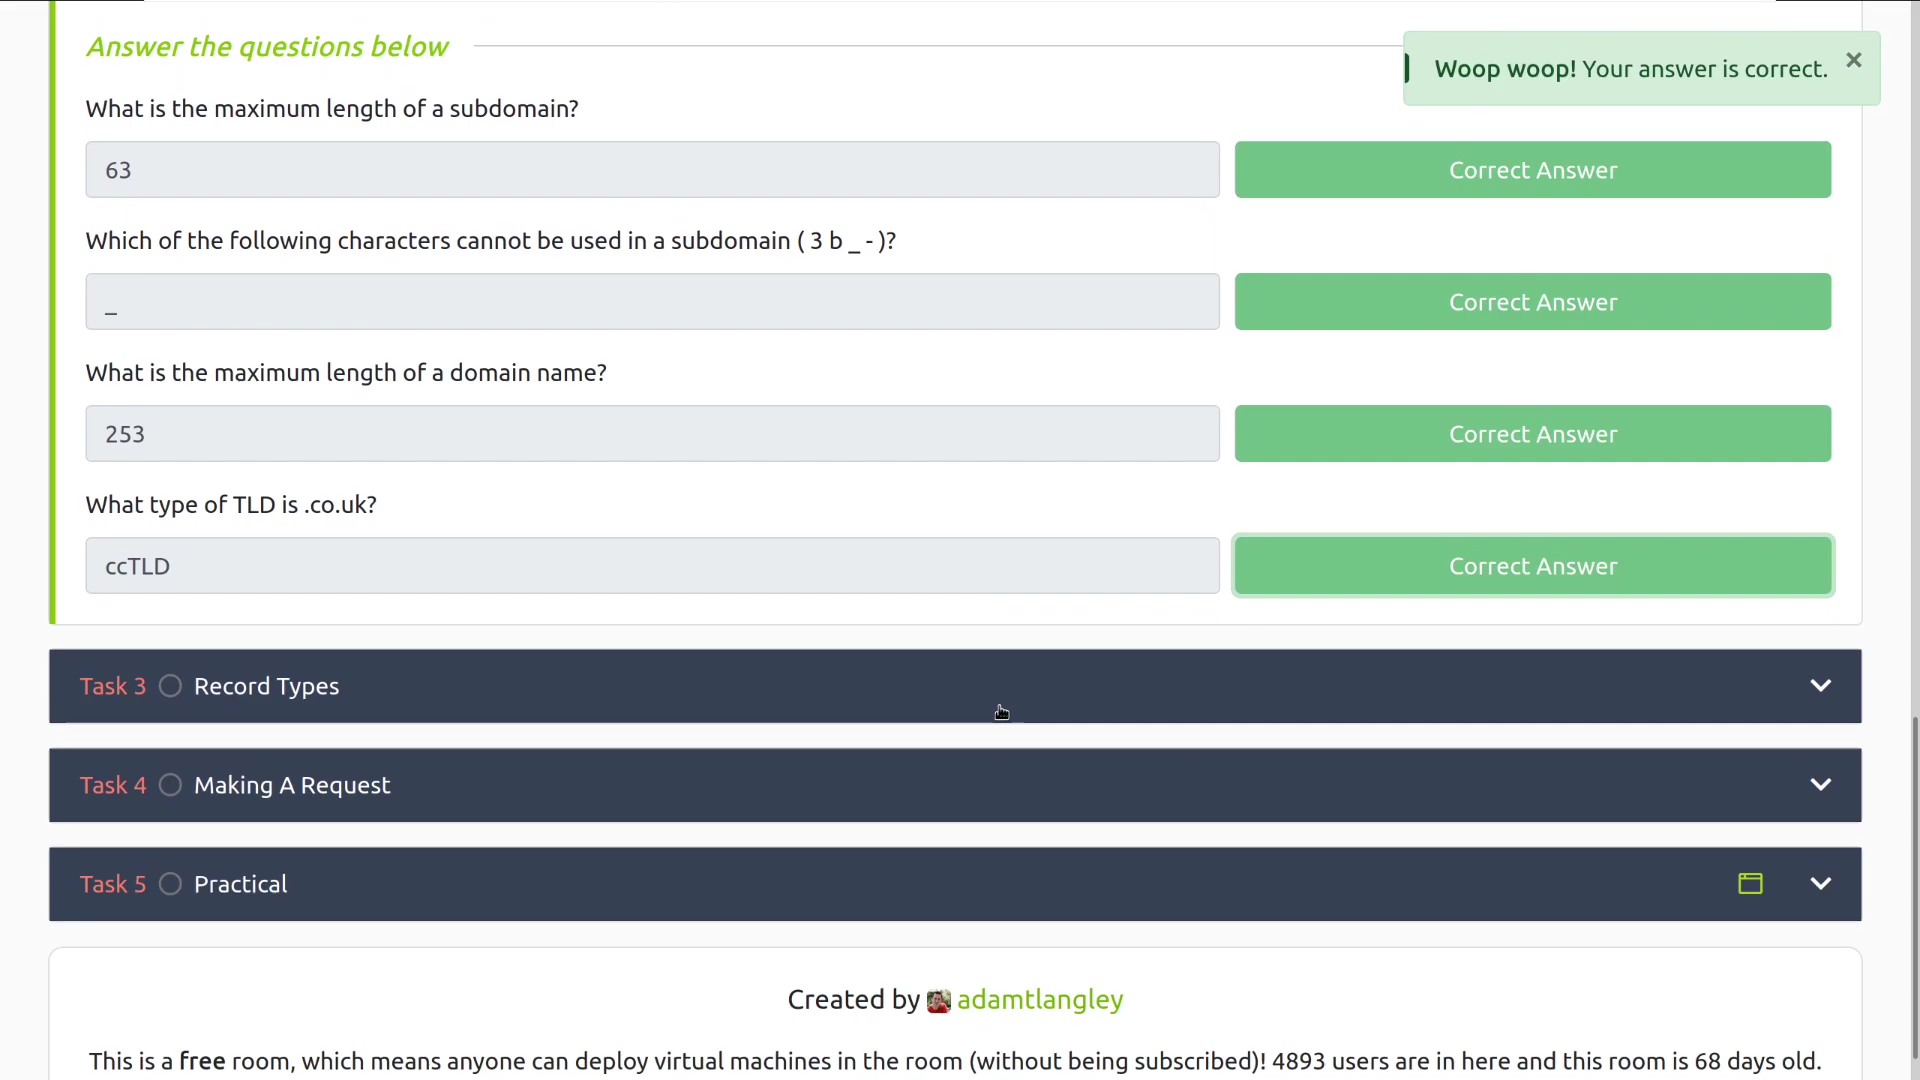 Answer the questions below
Woop woop! Your answer is correct. ×
What is the maximum length of a subdomain?
63 Correct Answer
Which of the following characters cannot be used in a subdomain ( 3 b _ - )?
_ Correct Answer
What is the maximum length of a domain name?
253 Correct Answer
What type of TLD is .co.uk?
ccTLD Correct Answer
Task 3 Record Types
Task 4 Making A Request
Task 5 Practical
Created by adamtlangley
This is a free room, which means anyone can deploy virtual machines in the room (without being subscribed)! 4893 users are in here and this room is 68 days old.